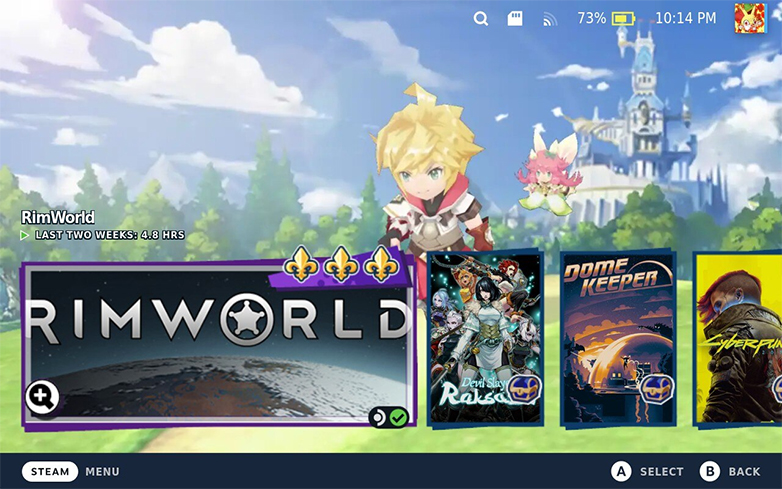 73% 10:14 PM
RimWorld
LAST TWO WEEKS: 4.8 HRS
RIMWORLD
Devil Slayer
Raksasi
DOME
KEEPER
STEAM MENU
A SELECT B BACK